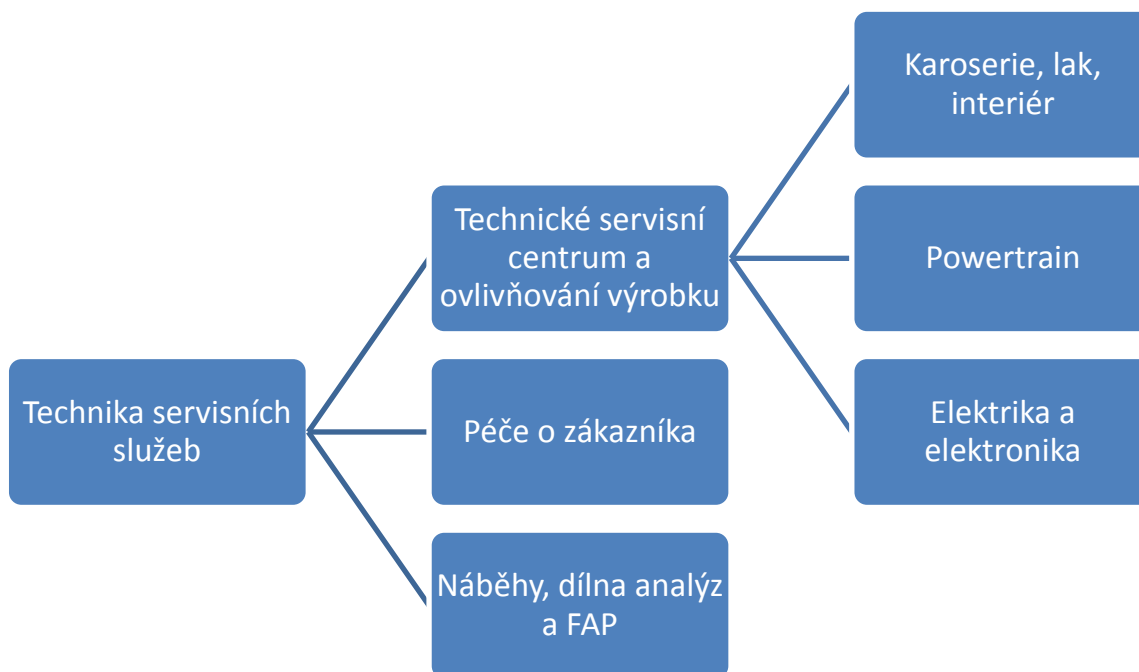 Karoserie, lak,
interiér
Technické servisní
centrum a
ovlivňování výrobku
Powertrain
Technika servisních
služeb
Péče o zákazníka
Elektrika a
elektronika
Náběhy, dílna analýz
a FAP